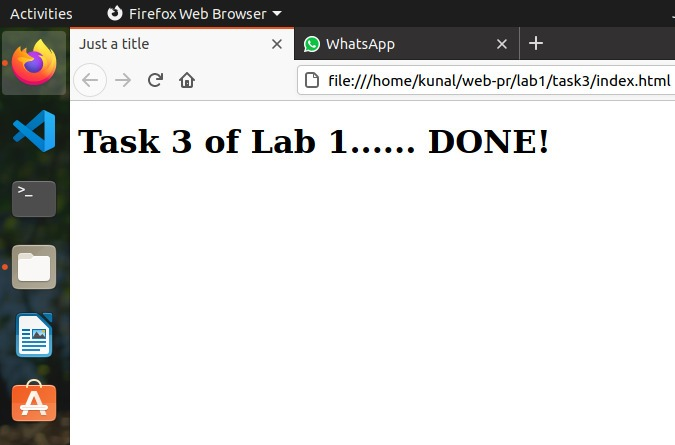 Activities
Firefox Web Browser
Just a title
WhatsApp
file:///home/kunal/web-pr/lab1/task3/index.html
>_
Task 3 of Lab 1...... DONE!